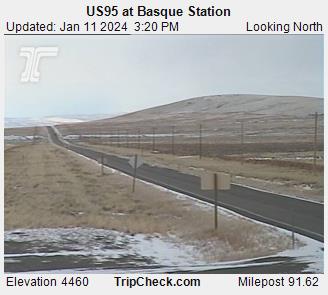 US95 at Basque Station
Updated: Jan 11 2024 3:20 PM Looking North
Elevation 4460 TripCheck.com Milepost 91.62